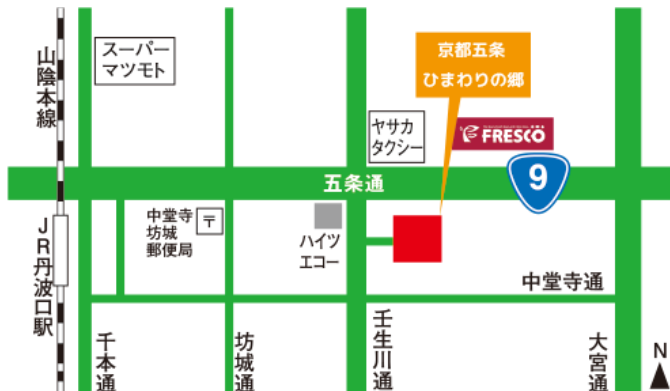 山陰本線
スーパー
マツモト
京都五条
ひまわりの郷
ヤサカ
タクシー
FRESCO
五条通
9
JR丹波口駅
中堂寺
坊城
郵便局
〒
ハイツ
エコー
中堂寺通
千本通
坊城通
壬生川通
大宮通
N